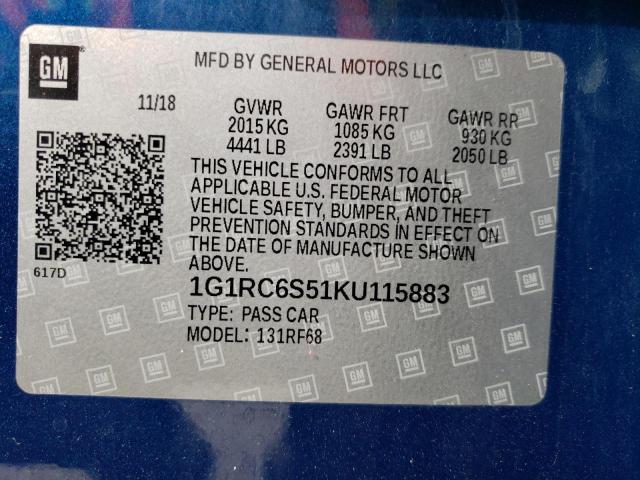 GM
MFD BY GENERAL MOTORS LLC
11/18
GVWR
2015 KG
4441 LB
GAWR FRT
1085 KG
2391 LB
GAWR RR
930 KG
2050 LB
THIS VEHICLE CONFORMS TO ALL
APPLICABLE U.S. FEDERAL MOTOR
VEHICLE SAFETY, BUMPER, AND THEFT
PREVENTION STANDARDS IN EFFECT ON
THE DATE OF MANUFACTURE SHOWN
ABOVE.
617D
1G1RC6S51KU115883
TYPE: PASS CAR
MODEL: 131RF68